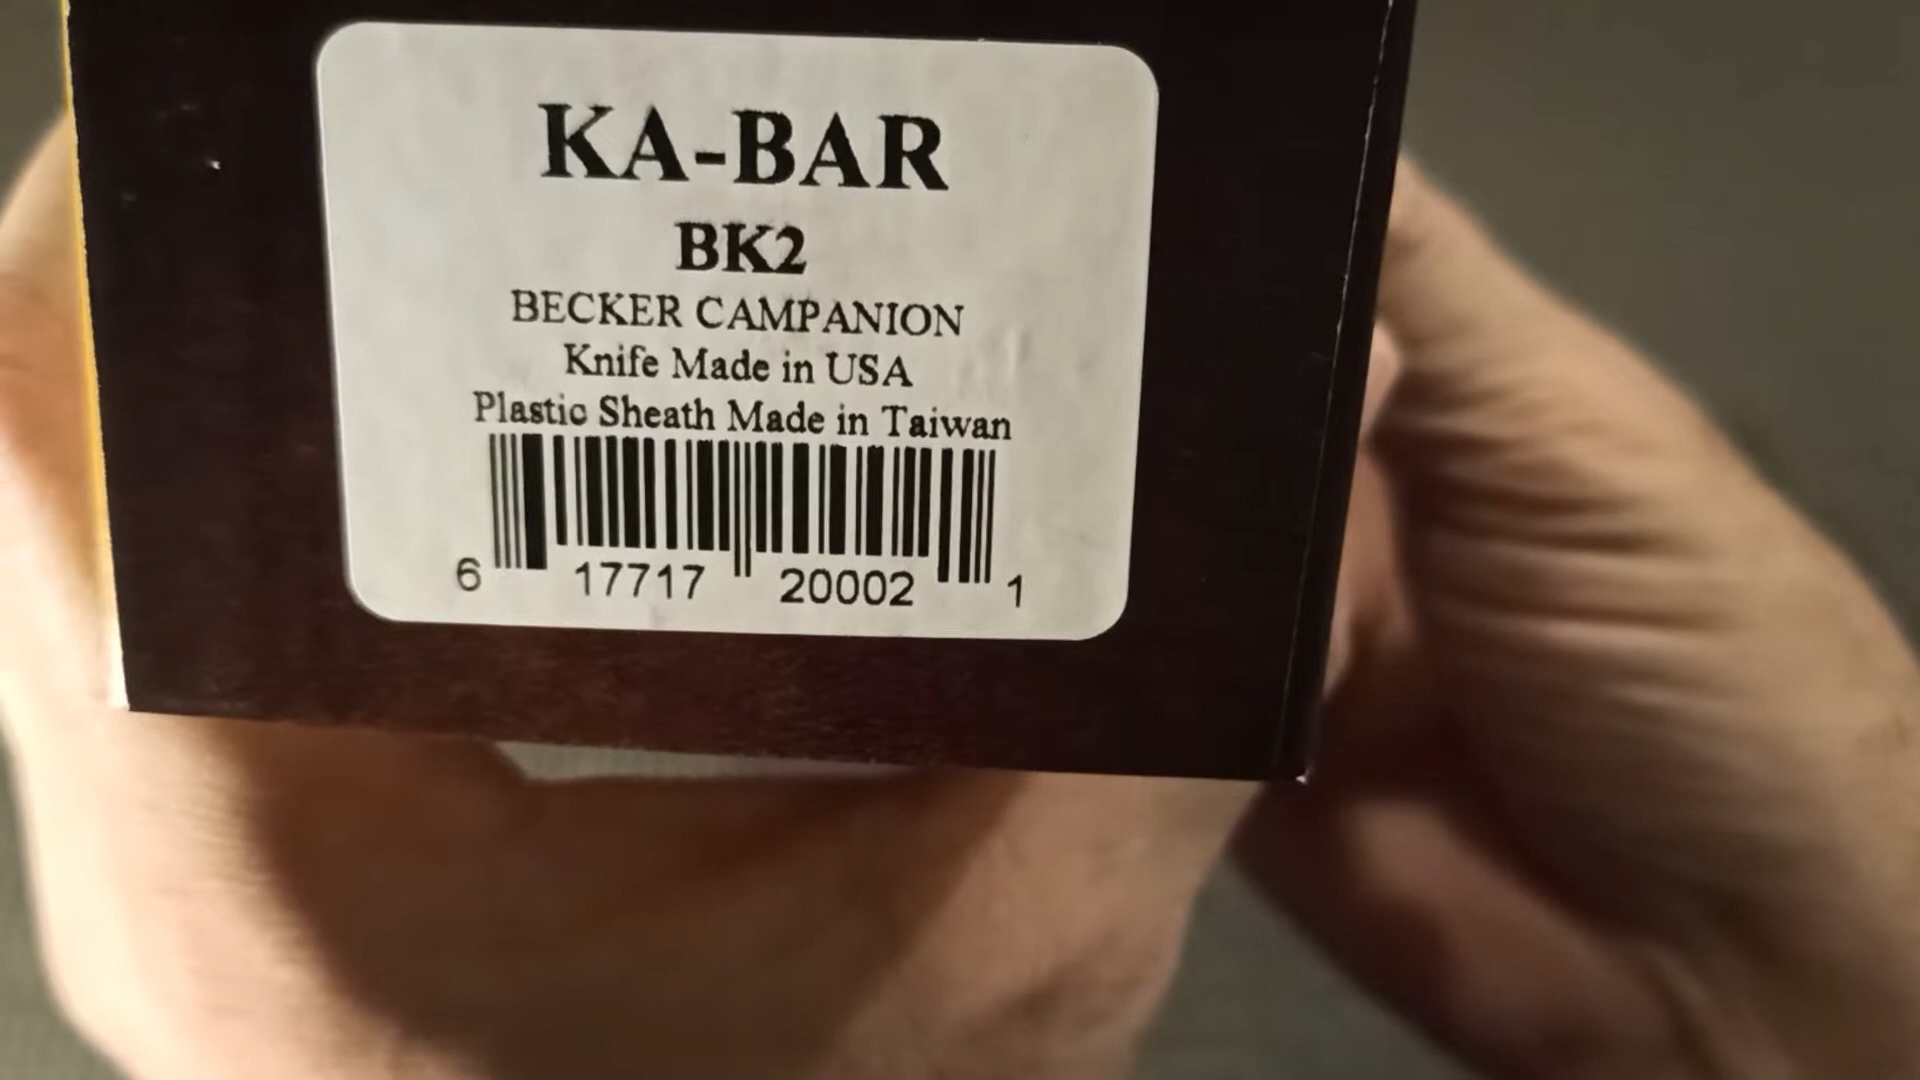 KA-BAR
BK2
BECKER CAMPANION
Knife Made in USA
Plastic Sheath Made in Taiwan
6 17717 20002 1